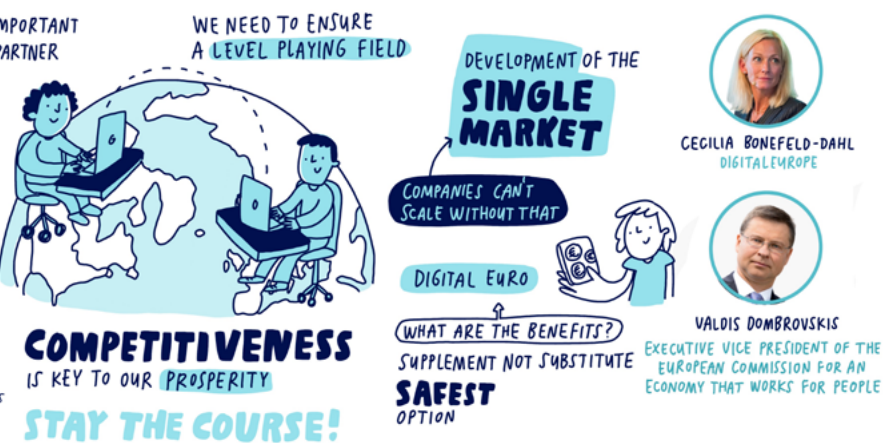 MPORTANT
PARTNER
WE NEED TO ENSURE
A LEVEL PLAYING FIELD
COMPETITIVENESS
IS KEY TO OUR PROSPERITY
STAY THE COURSE!
DEVELOPMENT OF THE
SINGLE
MARKET
COMPANIES CAN'T
SCALE WITHOUT THAT
DIGITAL EURO
WHAT ARE THE BENEFITS?
SUPPLEMENT NOT SUBSTITUTE
SAFEST
OPTION
CECILIA BONEFELD-DAHL
DIGITALEUROPE
VALDIS DOMBROVSKIS
EXECUTIVE VICE PRESIDENT OF THE
EUROPEAN COMMISSION FOR AN
ECONOMY THAT WORKS FOR PEOPLE